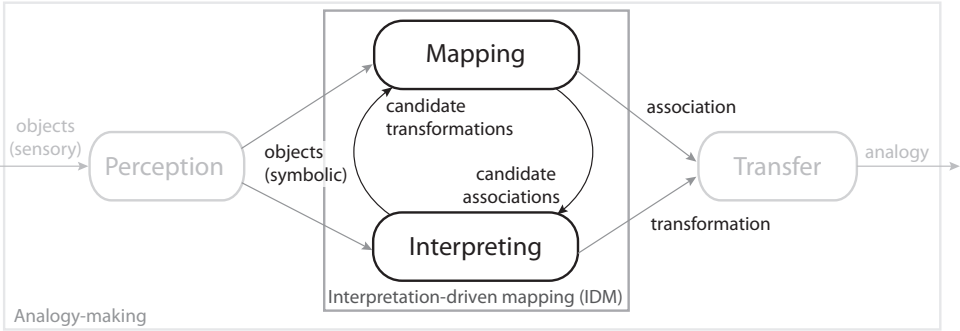 Mapping
candidate
transformations
association
objects
(sensory)
Perception
objects
(symbolic)
Transfer
analogy
candidate
associations
transformation
Interpreting
Interpretation-driven mapping (IDM)
Analogy-making